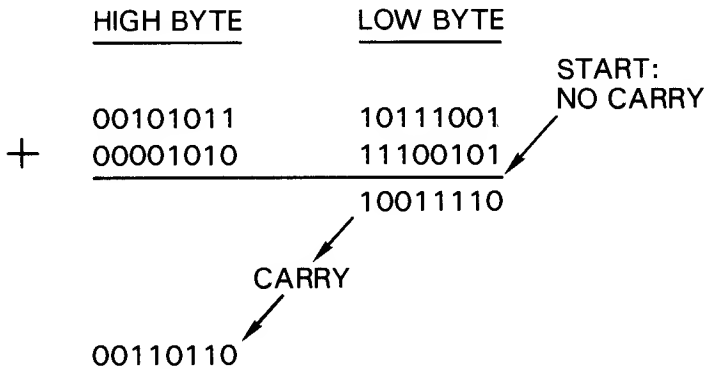 HIGH BYTE LOW BYTE
START:
NO CARRY
00101011 10111001
+ 00001010 11100101
10011110
CARRY
00110110